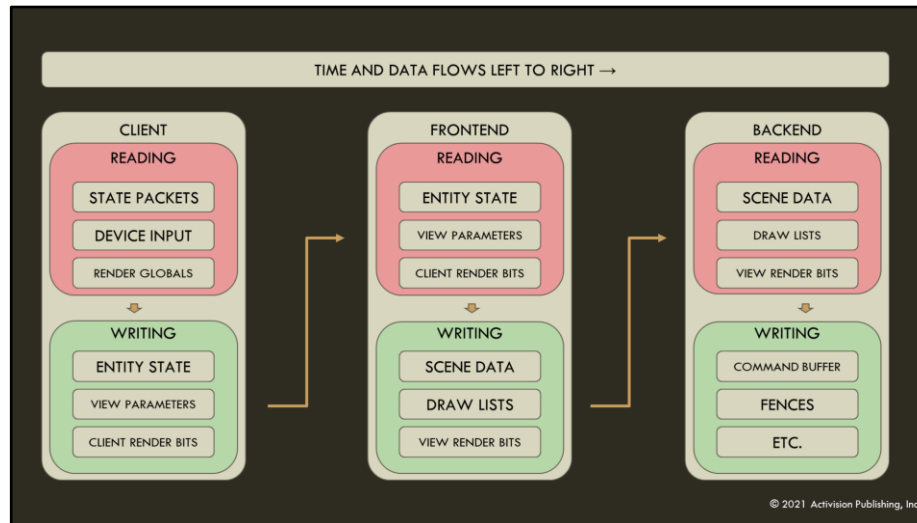 TIME AND DATA FLOWS LEFT TO RIGHT →
CLIENT
READING
STATE PACKETS
DEVICE INPUT
RENDER GLOBALS
WRITING
ENTITY STATE
VIEW PARAMETERS
CLIENT RENDER BITS
FRONTEND
READING
ENTITY STATE
VIEW PARAMETERS
CLIENT RENDER BITS
WRITING
SCENE DATA
DRAW LISTS
VIEW RENDER BITS
BACKEND
READING
SCENE DATA
DRAW LISTS
VIEW RENDER BITS
WRITING
COMMAND BUFFER
FENCES
ETC.
© 2021 Activision Publishing, Inc